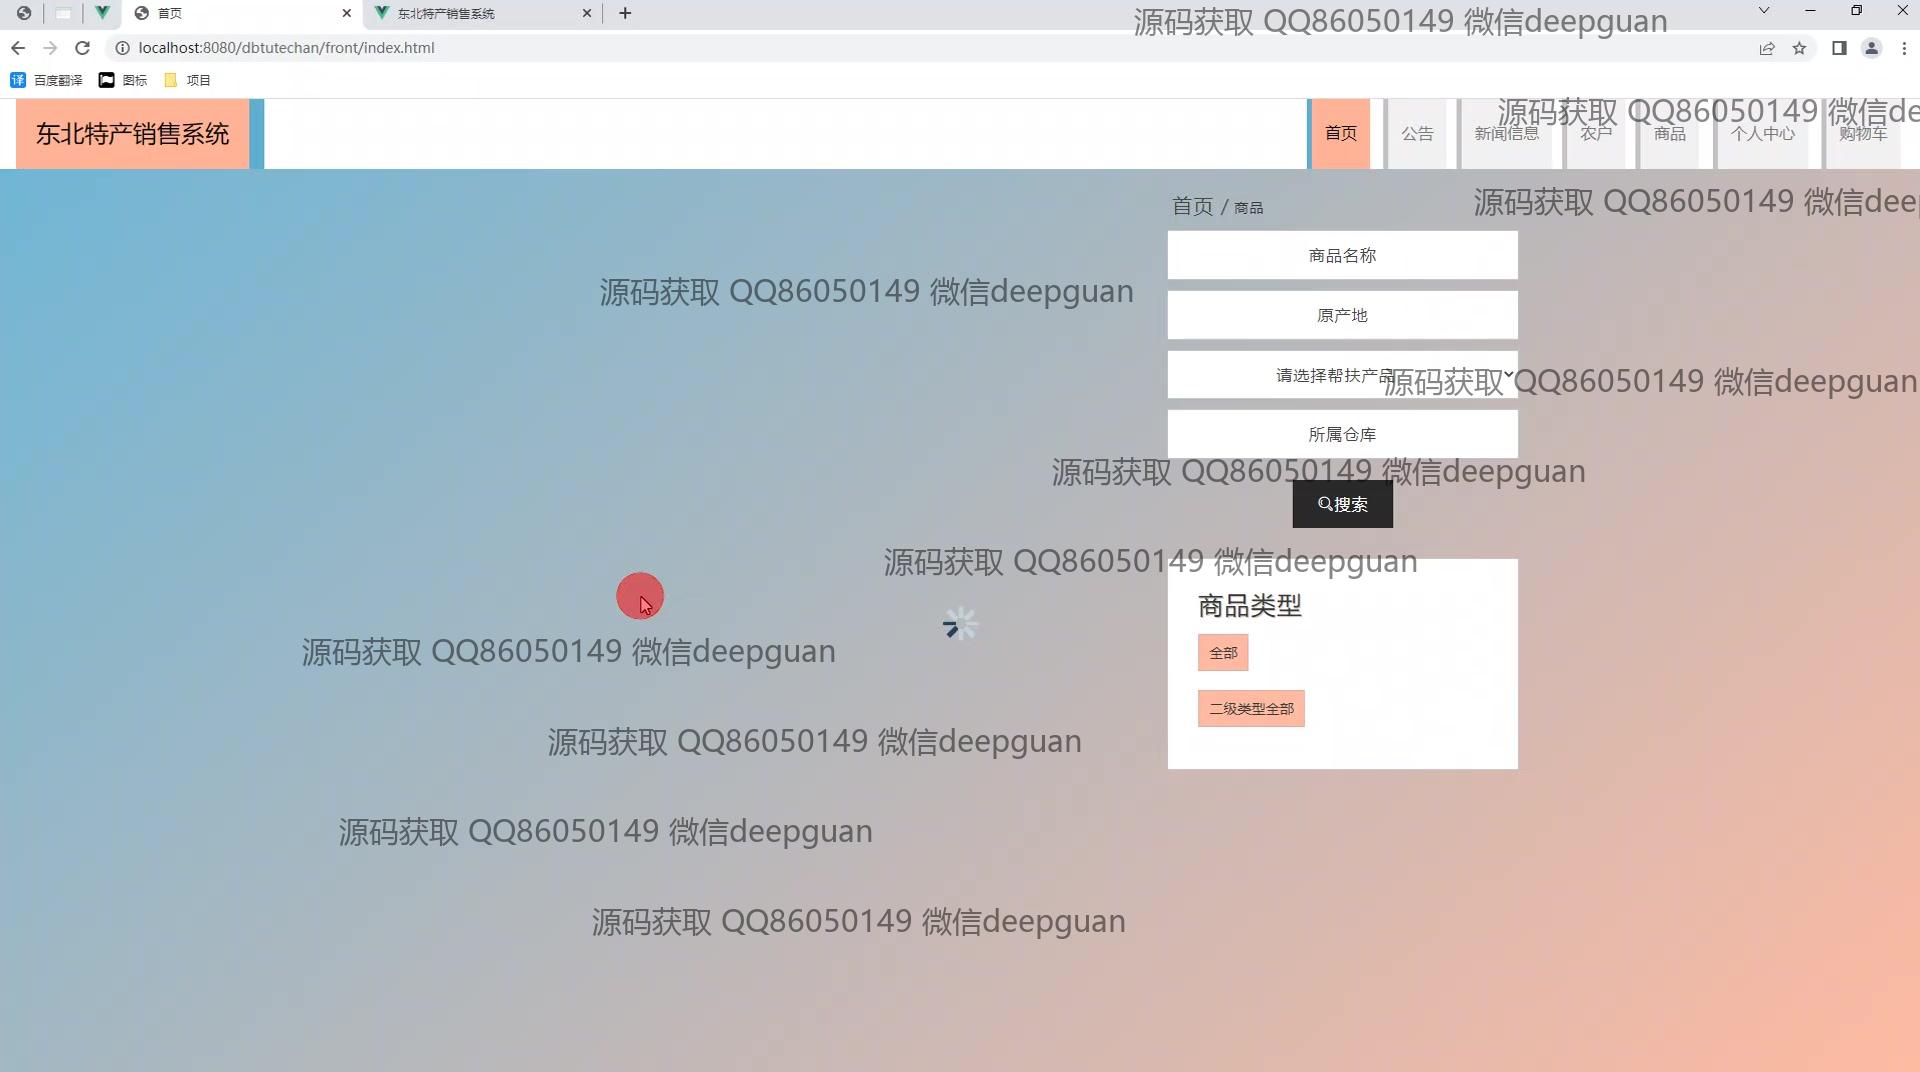 首页
东北特产销售系统
源码获取 QQ86050149 微信deepguan
localhost:8080/dbtutechan/front/index.html
百度翻译
图标
项目
源码获取 QQ86050149 微信de
东北特产销售系统
首页
公告
新闻信息
农户
商品
个人中心
购物车
源码获取 QQ86050149 微信dee
首页 / 商品
商品名称
源码获取 QQ86050149 微信deepguan
原产地
请选择帮扶产品
源码获取 QQ86050149 微信deepguan
所属仓库
源码获取 QQ86050149 微信deepguan
搜索
源码获取 QQ86050149 微信deepguan
商品类型
全部
源码获取 QQ86050149 微信deepguan
二级类型全部
源码获取 QQ86050149 微信deepguan
源码获取 QQ86050149 微信deepguan
源码获取 QQ86050149 微信deepguan